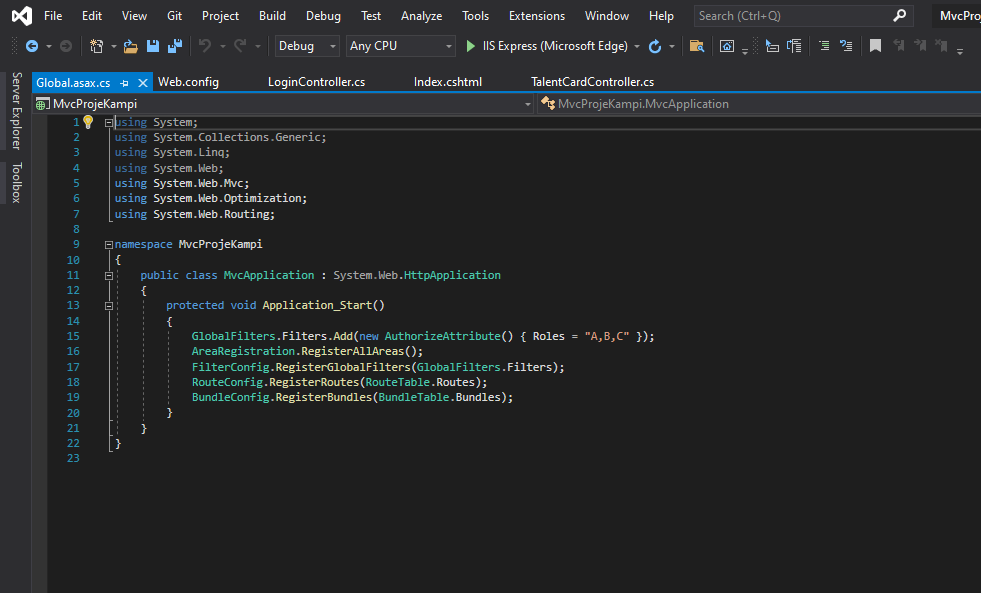 File Edit View Git Project Build Debug Test Analyze Tools Extensions Window Help Search (Ctrl+Q) MvcProj
Debug Any CPU IIS Express (Microsoft Edge)
Server Explorer
Toolbox
Global.asax.cs Web.config LoginController.cs Index.cshtml TalentCardController.cs
MvcProjeKampi MvcProjeKampi.MvcApplication
1 using System;
2 using System.Collections.Generic;
3 using System.Linq;
4 using System.Web;
5 using System.Web.Mvc;
6 using System.Web.Optimization;
7 using System.Web.Routing;
8
9 namespace MvcProjeKampi
10 {
11 public class MvcApplication : System.Web.HttpApplication
12 {
13 protected void Application_Start()
14 {
15 GlobalFilters.Filters.Add(new AuthorizeAttribute() { Roles = "A,B,C" });
16 AreaRegistration.RegisterAllAreas();
17 FilterConfig.RegisterGlobalFilters(GlobalFilters.Filters);
18 RouteConfig.RegisterRoutes(RouteTable.Routes);
19 BundleConfig.RegisterBundles(BundleTable.Bundles);
20 }
21 }
22 }
23